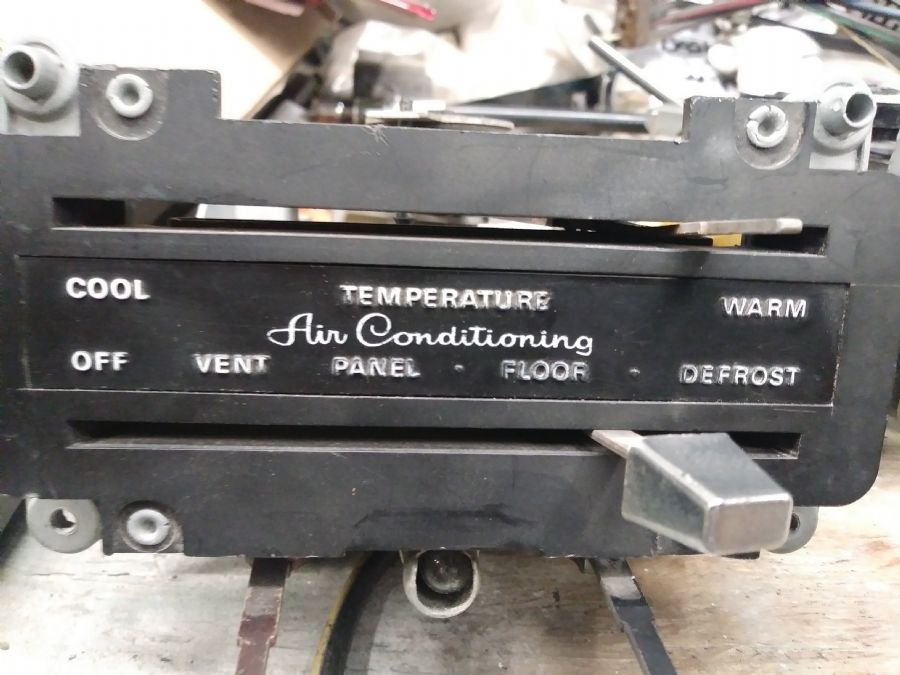 COOL TEMPERATURE WARM
Air Conditioning
OFF VENT PANEL · FLOOR · DEFROST